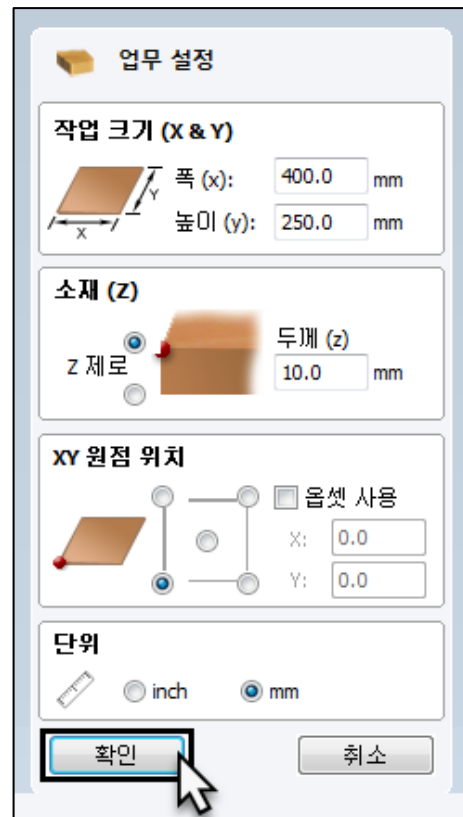 업무 설정
작업 크기 (X & Y)
폭 (x): 400.0 mm
높이 (y): 250.0 mm
Y
X
소재 (Z)
두께 (z)
Z 제로 10.0 mm
XY 원점 위치
옵셋 사용
X: 0.0
Y: 0.0
단위
inch mm
확인 취소